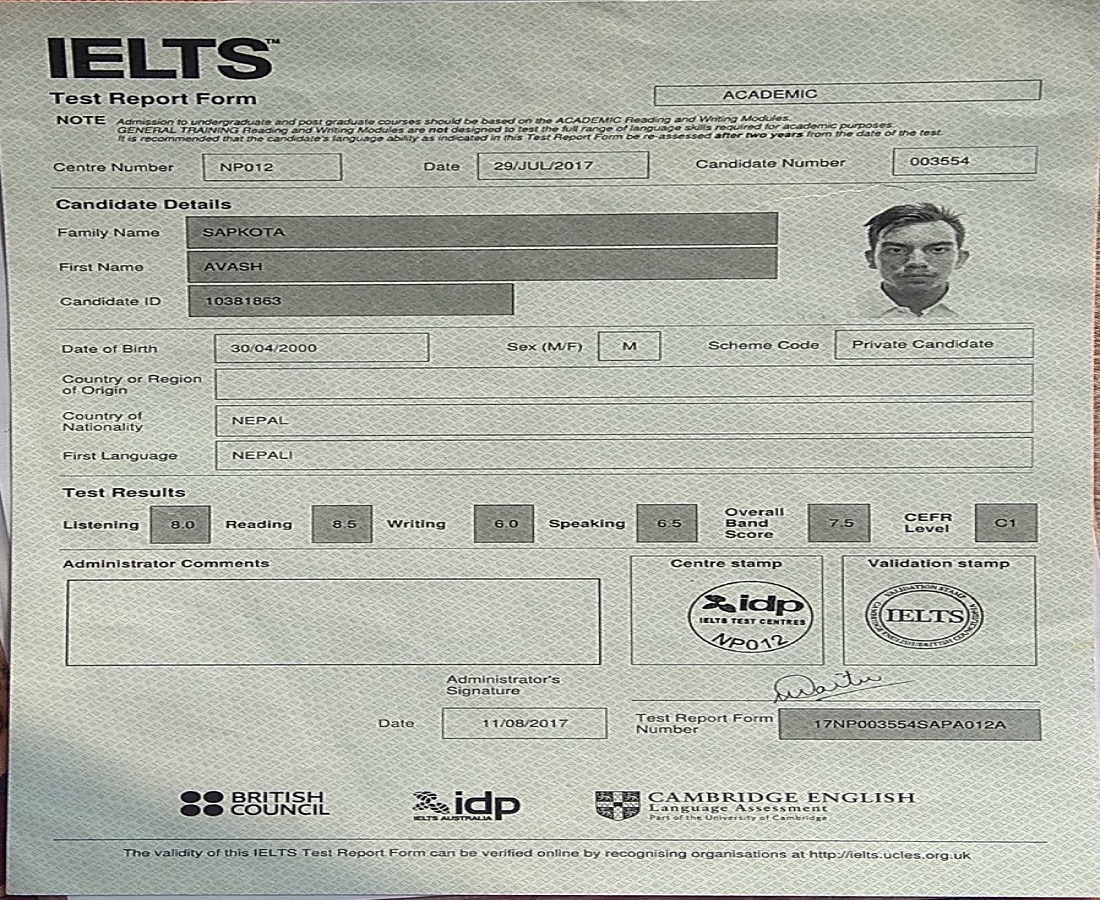 IELTS™
Test Report Form
ACADEMIC
NOTE Admission to undergraduate and post graduate courses should be based on the ACADEMIC Reading and Writing Modules.
GENERAL TRAINING Reading and Writing Modules are not designed to test the full range of language skills required for academic purposes.
It is recommended that the candidate's language ability as indicated in this Test Report Form be re-assessed after two years from the date of the test.
Centre Number NP012 Date 29/JUL/2017 Candidate Number 003554
Candidate Details
Family Name SAPKOTA
First Name AVASH
Candidate ID 10381863
Date of Birth 30/04/2000 Sex (M/F) M Scheme Code Private Candidate
Country or Region
of Origin
Country of
Nationality NEPAL
First Language NEPALI
Test Results
Listening 8.0 Reading 8.5 Writing 6.0 Speaking 6.5 Overall Band Score 7.5 CEFR Level C1
Administrator Comments
Centre stamp
idp
IELTS TEST CENTRES
NP012
Validation stamp
VALIDATION STAMP
IELTS
Administrator's
Signature
Date 11/08/2017
Test Report Form
Number 17NP003554SAPA012A
BRITISH
COUNCIL
idp
IELTS AUSTRALIA
CAMBRIDGE ENGLISH
Language Assessment
Part of the University of Cambridge
The validity of this IELTS Test Report Form can be verified online by recognising organisations at http://ielts.ucles.org.uk